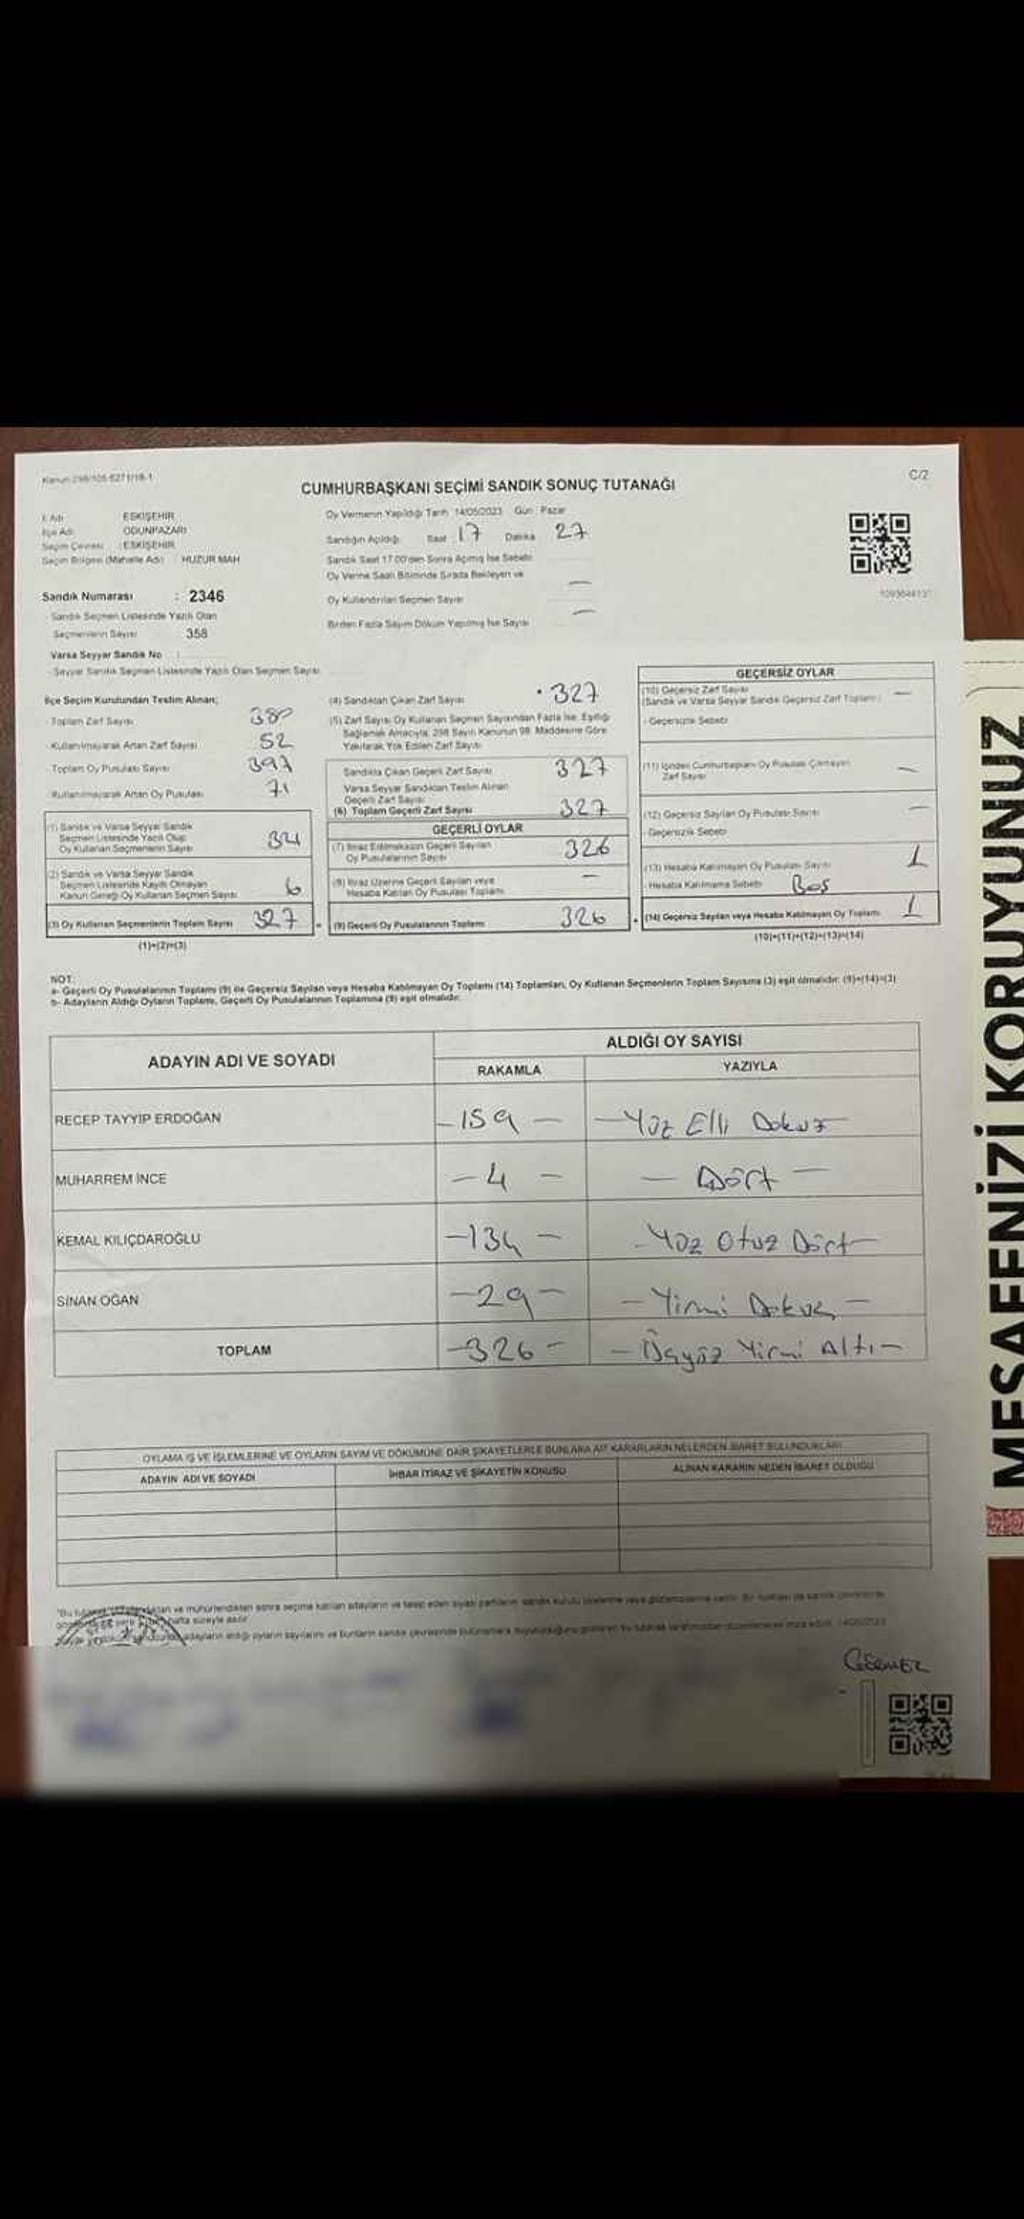 Kanun:298/105-6271/18-1
C/2
CUMHURBAŞKANI SEÇİMİ SANDIK SONUÇ TUTANAĞI
İl Adı : ESKİŞEHİR
İlçe Adı : ODUNPAZARI
Seçim Çevresi : ESKİŞEHİR
Seçim Bölgesi (Mahalle Adı) : HUZUR MAH
Sandık Numarası : 2346
- Sandık Seçmen Listesinde Yazılı Olan
Seçmenlerin Sayısı 358
Varsa Seyyar Sandık No :
- Seyyar Sandık Seçmen Listesinde Yazılı Olan Seçmen Sayısı
Oy Vermenin Yapıldığı Tarih 14/05/2023 Gün : Pazar
Sandığın Açıldığı Saat 17 Dakika 27
Sandık Saat 17.00'den Sonra Açılmış İse Sebebi
Oy Verme Saati Bitiminde Sırada Bekleyen ve
Oy Kullandırılan Seçmen Sayısı —
Birden Fazla Sayım Döküm Yapılmış İse Sayısı —
İlçe Seçim Kurulundan Teslim Alınan;
- Toplam Zarf Sayısı 380
- Kullanılmayarak Artan Zarf Sayısı 52
- Toplam Oy Pusulası Sayısı 397
- Kullanılmayarak Artan Oy Pusulası 71
(1) Sandık ve Varsa Seyyar Sandık
Seçmen Listesinde Yazılı Olup
Oy Kullanan Seçmenlerin Sayısı
(2) Sandık ve Varsa Seyyar Sandık
Seçmen Listesinde Kayıtlı Olmayan
Kanun Gereği Oy Kullanan Seçmen Sayısı 6
(3) Oy Kullanan Seçmenlerin Toplam Sayısı 327
(1)+(2)=(3)
(4) Sandıktan Çıkan Zarf Sayısı 327
(5) Zarf Sayısı Oy Kullanan Seçmen Sayısından Fazla İse, Eşitliği
Sağlamak Amacıyla, 298 Sayılı Kanunun 98. Maddesine Göre
Yakılarak Yok Edilen Zarf Sayısı
Sandıkta Çıkan Geçerli Zarf Sayısı 327
Varsa Seyyar Sandıktan Teslim Alınan
Geçerli Zarf Sayısı
(6) Toplam Geçerli Zarf Sayısı 327
GEÇERLİ OYLAR
(7) İtiraz Edilmeksizin Geçerli Sayılan
Oy Pusulalarının Sayısı 326
(8) İtiraz Üzerine Geçerli Sayılan veya
Hesaba Katılan Oy Pusulası Toplamı —
(9) Geçerli Oy Pusulalarının Toplamı 326
GEÇERSİZ OYLAR
(10) Geçersiz Zarf Sayısı —
(Sandık ve Varsa Seyyar Sandık Geçersiz Zarf Toplamı)
- Geçersizlik Sebebi
(11) İçinden Cumhurbaşkanı Oy Pusulası Çıkmayan
Zarf Sayısı —
(12) Geçersiz Sayılan Oy Pusulası Sayısı —
- Geçersizlik Sebebi
(13) Hesaba Katılmayan Oy Pusulası Sayısı 1
- Hesaba Katılmama Sebebi Boş
(14) Geçersiz Sayılan veya Hesaba Katılmayan Oy Toplamı 1
(10)+(11)+(12)+(13)=(14)
NOT:
a- Geçerli Oy Pusulalarının Toplamı (9) ile Geçersiz Sayılan veya Hesaba Katılmayan Oy Toplamı (14) Toplamları, Oy Kullanan Seçmenlerin Toplam Sayısına (3) eşit olmalıdır. (9)+(14)=(3)
b- Adayların Aldığı Oyların Toplamı, Geçerli Oy Pusulalarının Toplamına (9) eşit olmalıdır.
ADAYIN ADI VE SOYADI
ALDIĞI OY SAYISI
RAKAMLA YAZIYLA
RECEP TAYYİP ERDOĞAN -159- -Yüz Elli Dokuz-
MUHARREM İNCE -4- -Dört-
KEMAL KILIÇDAROĞLU -134- -Yüz Otuz Dört-
SİNAN OĞAN -29- -Yirmi Dokuz-
TOPLAM -326- -Üçyüz Yirmi Altı-
OYLAMA İŞ VE İŞLEMLERİNE VE OYLARIN SAYIM VE DÖKÜMÜNE DAİR ŞİKAYETLERLE BUNLARA AİT KARARLARIN NELERDEN İBARET BULUNDUKLARI
ADAYIN ADI VE SOYADI İHBAR İTİRAZ VE ŞİKAYETİN KONUSU ALINAN KARARIN NEDEN İBARET OLDUĞU
MESAFENİZİ KORUYUNUZ